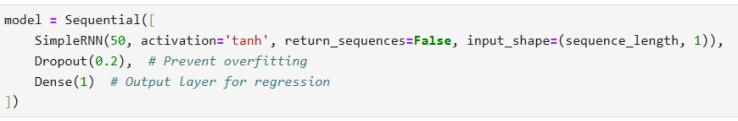 model = Sequential([
    SimpleRNN(50, activation='tanh', return_sequences=False, input_shape=(sequence_length, 1)),
    Dropout(0.2),  # Prevent overfitting
    Dense(1)  # Output layer for regression
])